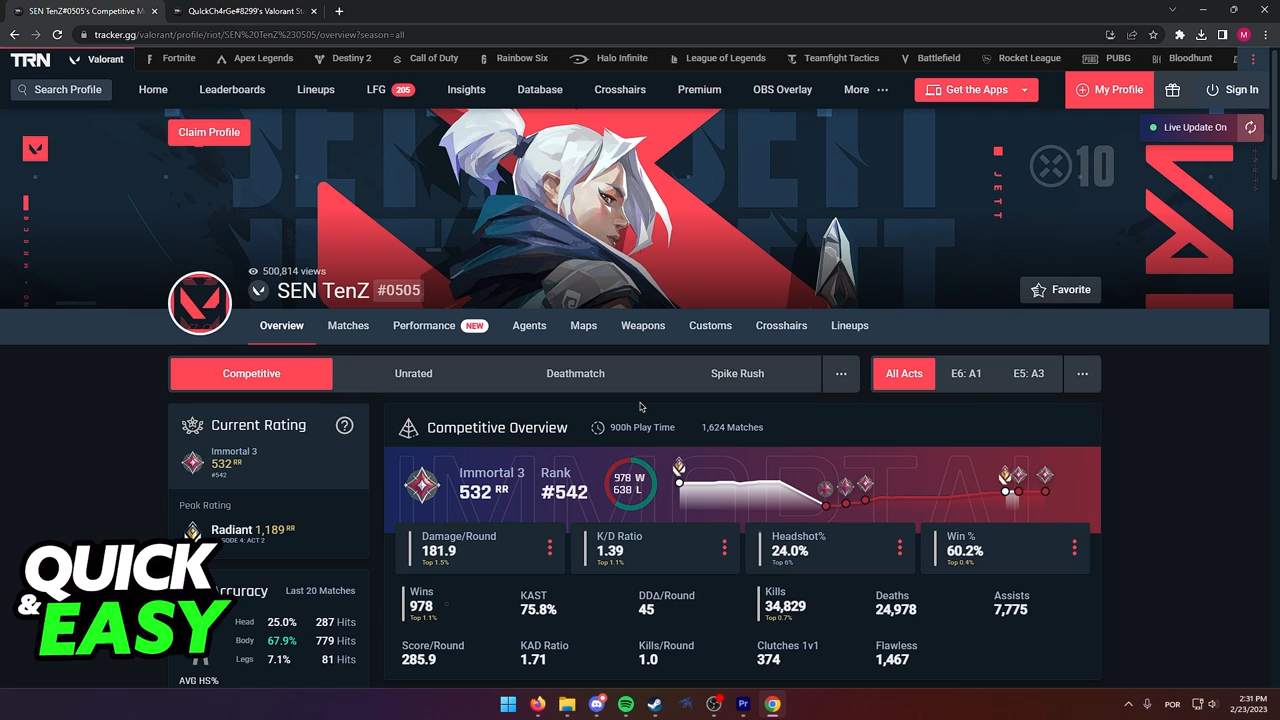 SEN TenZ#0505's Competitive M
QuickCh4rGe#8299's Valorant St
tracker.gg/valorant/profile/riot/SEN%20TenZ%230505/overview?season=all
M
TRN
Valorant
Fortnite
Apex Legends
Destiny 2
Call of Duty
Rainbow Six
Halo Infinite
League of Legends
Teamfight Tactics
Battlefield
Rocket League
PUBG
Bloodhunt
Search Profile
Home
Leaderboards
Lineups
LFG 205
Insights
Database
Crosshairs
Premium
OBS Overlay
More
Get the Apps
My Profile
Sign In
Claim Profile
Live Update On
JETT
10
500,814 views
SEN TenZ #0505
Favorite
Overview
Matches
Performance NEW
Agents
Maps
Weapons
Customs
Crosshairs
Lineups
Competitive
Unrated
Deathmatch
Spike Rush
All Acts
E6: A1
E5: A3
Current Rating
Immortal 3
532 RR
#542
Peak Rating
Radiant 1,189 RR
SODE 4: ACT 2
Competitive Overview
900h Play Time
1,624 Matches
IMMORTAL
Immortal 3
532 RR
Rank
#542
978 W
638 L
Damage/Round
181.9
Top 1.5%
K/D Ratio
1.39
Top 1.1%
Headshot%
24.0%
Top 6%
Win %
60.2%
Top 0.4%
Wins
978
Top 1.1%
KAST
75.8%
DDΔ/Round
45
Kills
34,829
Top 0.7%
Deaths
24,978
Assists
7,775
Score/Round
285.9
KAD Ratio
1.71
Kills/Round
1.0
Clutches 1v1
374
Flawless
1,467
QUICK
& EASY
ccuracy
Last 20 Matches
Head 25.0% 287 Hits
Body 67.9% 779 Hits
Legs 7.1% 81 Hits
AVG HS%
Pr
POR
2:31 PM
2/23/2023